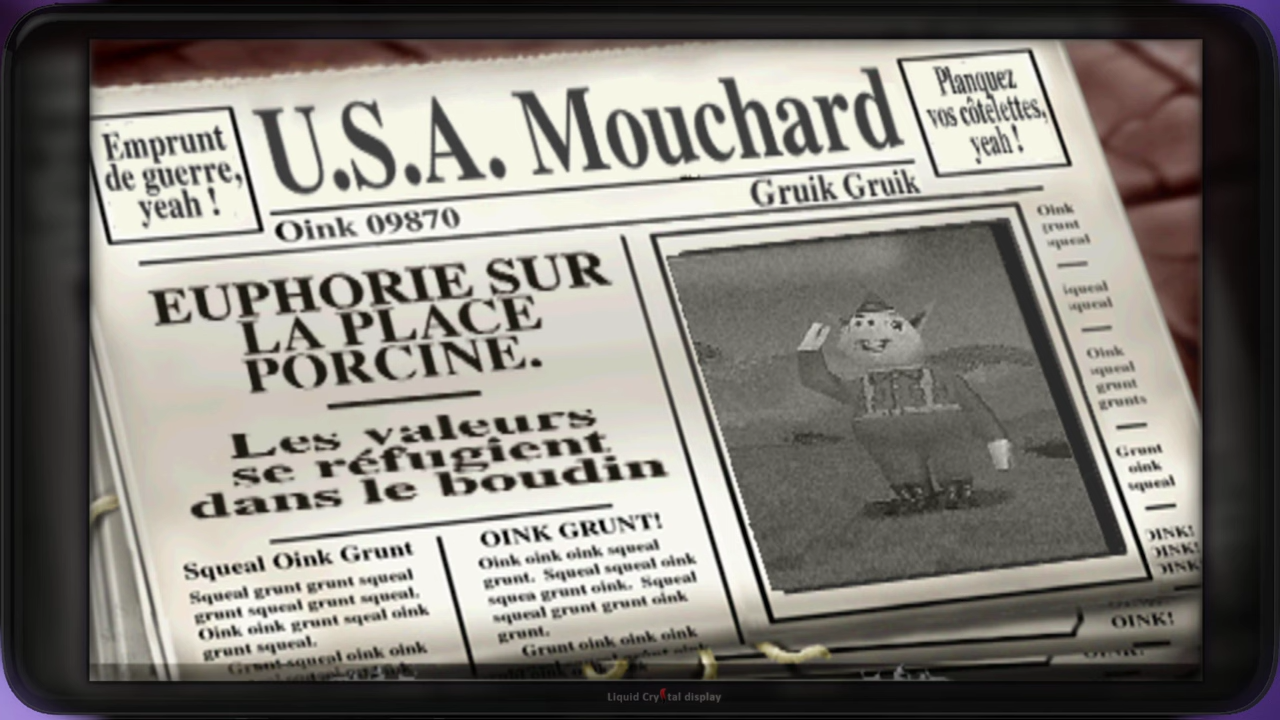 Emprunt
de guerre,
yeah !
U.S.A. Mouchard
Planquez
vos côtelettes,
yeah !
Oink 09870
Gruik Gruik
EUPHORIE SUR
LA PLACE
PORCINE.
Les valeurs
se réfugient
dans le boudin
Squeal Oink Grunt
Squeal grunt grunt squeal
grunt squeal grunt squeal.
Oink oink grunt sqeal oink
grunt squeal.
Grunt squeal oink oink
OINK GRUNT!
Oink oink oink squeal
grunt. Squeal squeal oink
squea grunt oink. Squeal
squeal grunt grunt oink
grunt.
Grunt oink oink oink
Oink
grunt
squeal
squeal
squeal
Oink
squeal
grunt
grunts
Grunt
oink
squeal
OINK!
OINK!
OINK!
OINK!
Liquid Crystal display